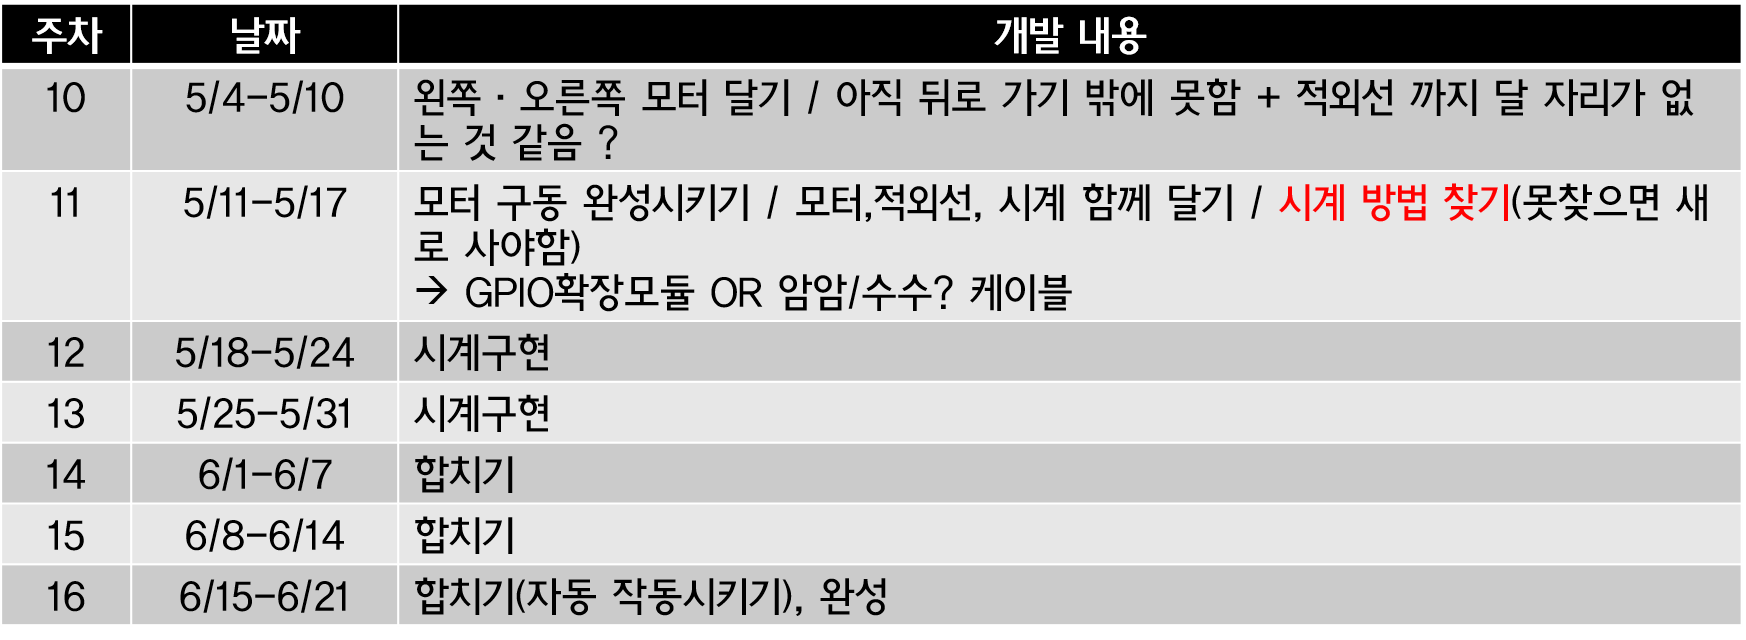 주차 날짜 개발 내용
10 5/4-5/10 왼쪽 · 오른쪽 모터 달기 / 아직 뒤로 가기 밖에 못함 + 적외선 까지 달 자리가 없
는 것 같음 ?
11 5/11-5/17 모터 구동 완성시키기 / 모터,적외선, 시계 함께 달기 / 시계 방법 찾기(못찾으면 새
로 사야함)
→ GPIO확장모듈 OR 암암/수수? 케이블
12 5/18-5/24 시계구현
13 5/25-5/31 시계구현
14 6/1-6/7 합치기
15 6/8-6/14 합치기
16 6/15-6/21 합치기(자동 작동시키기), 완성